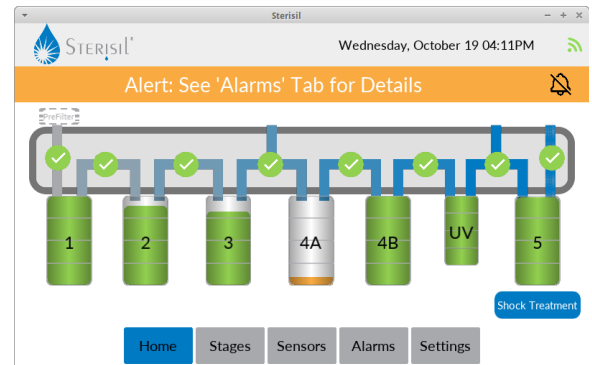 Sterisil
STERISIL'
Wednesday, October 19 04:11PM
Alert: See 'Alarms' Tab for Details
PreFilter
1
2
3
4A
4B
UV
5
Shock Treatment
Home
Stages
Sensors
Alarms
Settings